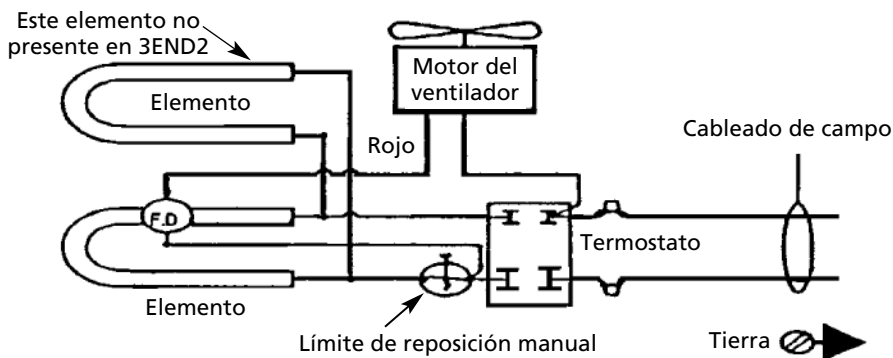 Este elemento no
presente en 3END2
Elemento
Motor del
ventilador
Cableado de campo
Rojo
F.D
Termostato
Elemento
Límite de reposición manual
Tierra